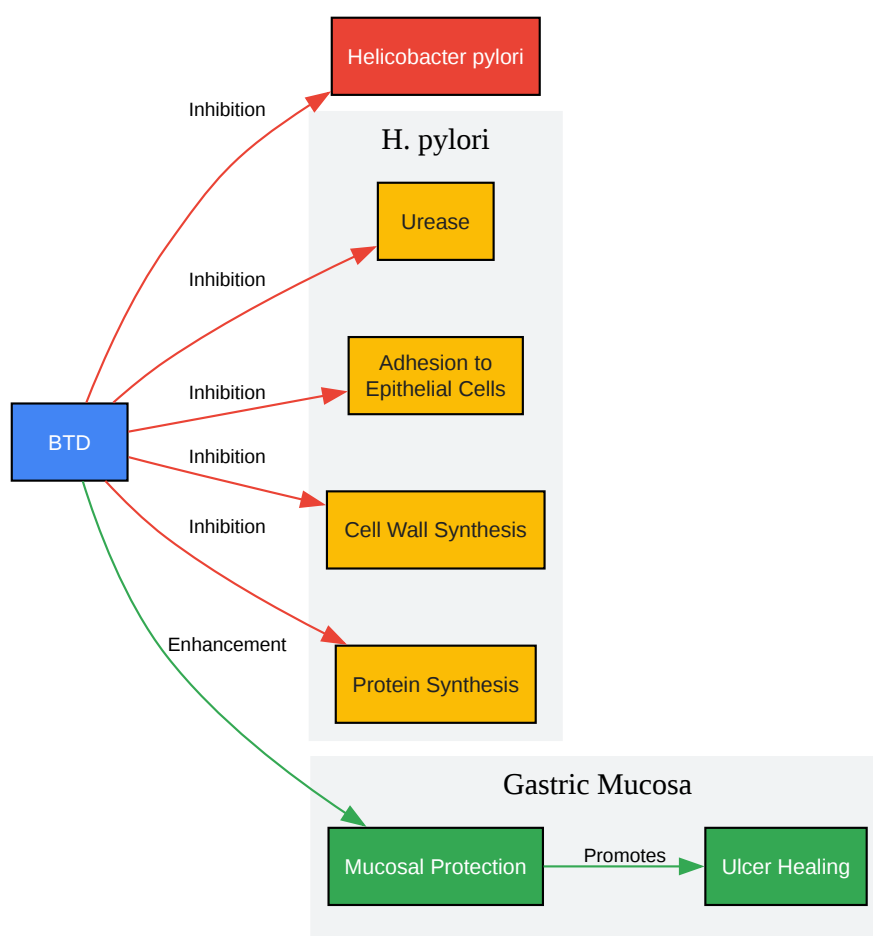 Helicobacter pylori
Inhibition
H. pylori
Urease
Inhibition
Adhesion to
Epithelial Cells
Inhibition
BTD
Inhibition
Cell Wall Synthesis
Inhibition
Enhancement
Protein Synthesis
Gastric Mucosa
Mucosal Protection
Promotes
Ulcer Healing